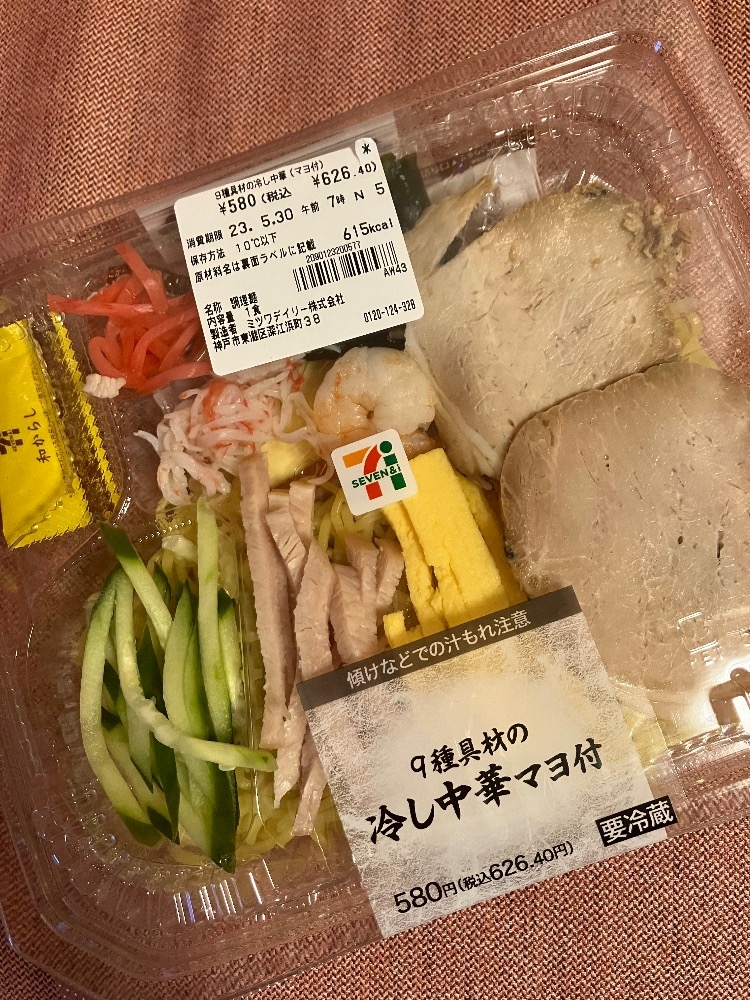 *
9種具材の冷し中華(マヨ付)
¥580(税込 ¥626.40)
消費期限 23. 5.30 午前 7時 N 5
保存方法 10℃以下
原材料名は裏面ラベルに記載 615kcal
2090123200577
AW43
名称 調理麺
内容量 1食
製造者 ミツワデイリー株式会社
神戸市東灘区深江浜町38 0120-124-328
和からし
SEVEN&i
傾けなどでの汁もれ注意
9種具材の
冷し中華マヨ付
要冷蔵
580円(税込626.40円)